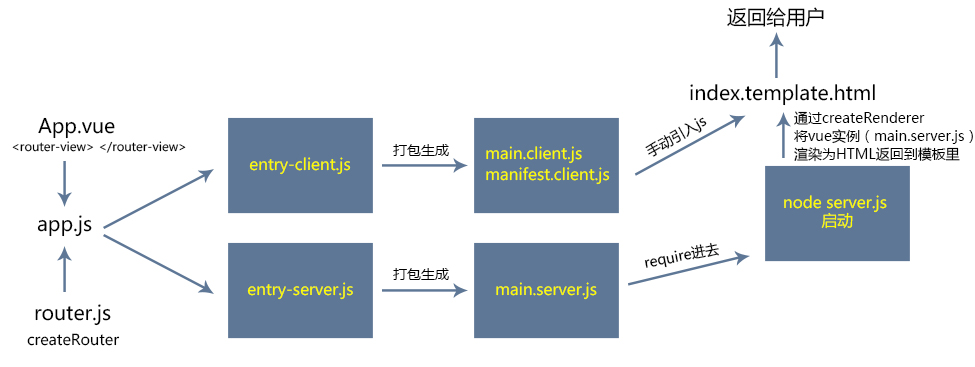 返回给用户
index.template.html
App.vue
<router-view> </router-view>
通过createRenderer
将vue实例（main.server.js）
渲染为HTML返回到模板里
手动引入js
entry-client.js
打包生成
main.client.js
manifest.client.js
app.js
node server.js
启动
require进去
entry-server.js
打包生成
main.server.js
router.js
createRouter